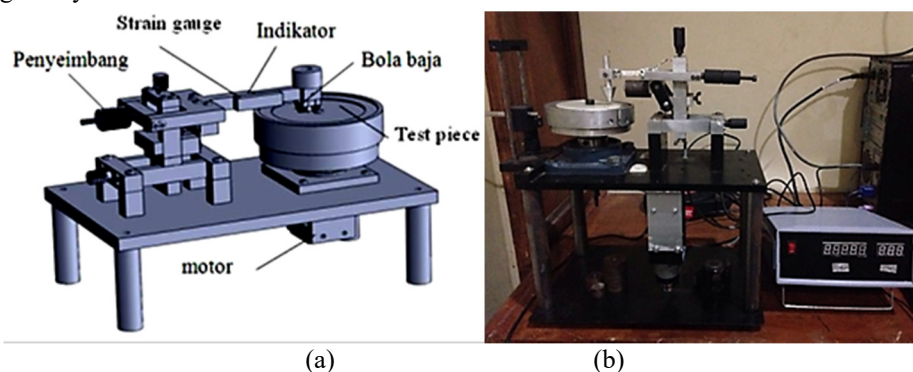 Strain gauge
Indikator
Penyeimbang
Bola baja
Test piece
motor
(a)
(b)